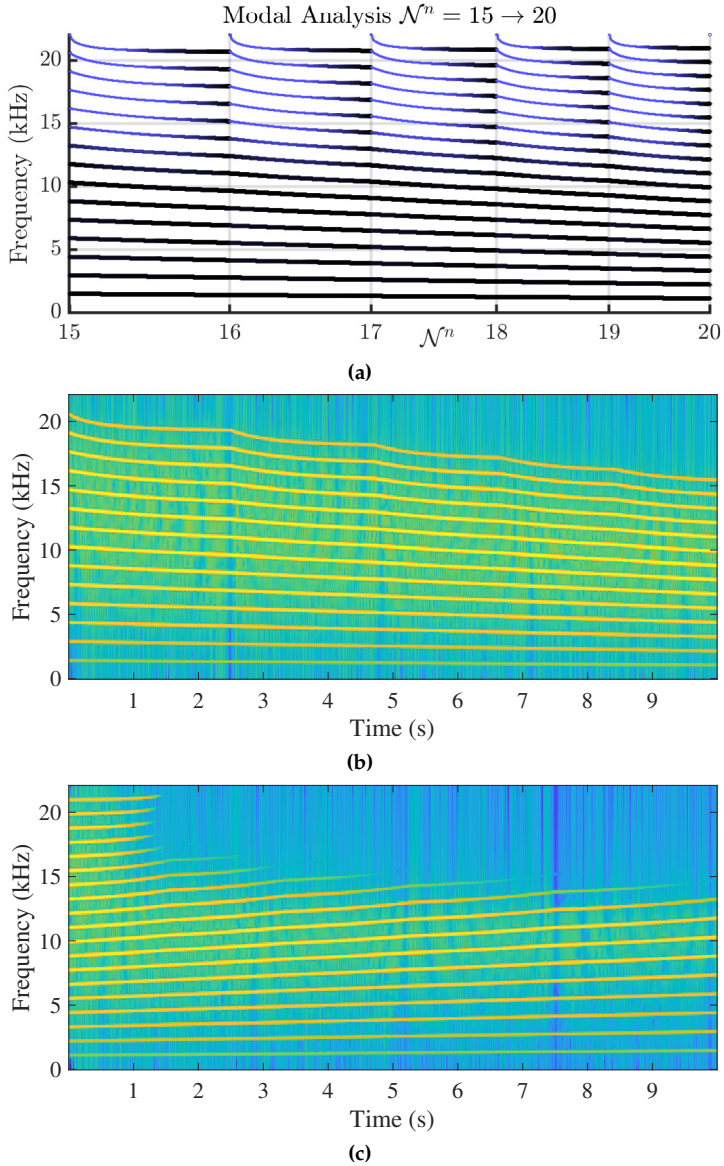 Modal Analysis 𝒩ⁿ = 15 → 20
Frequency (kHz)
20
15
10
5
0
15 16 17 18 19 20
𝒩ⁿ
(a)
Frequency (kHz)
20
15
10
5
0
1 2 3 4 5 6 7 8 9
Time (s)
(b)
Frequency (kHz)
20
15
10
5
0
1 2 3 4 5 6 7 8 9
Time (s)
(c)